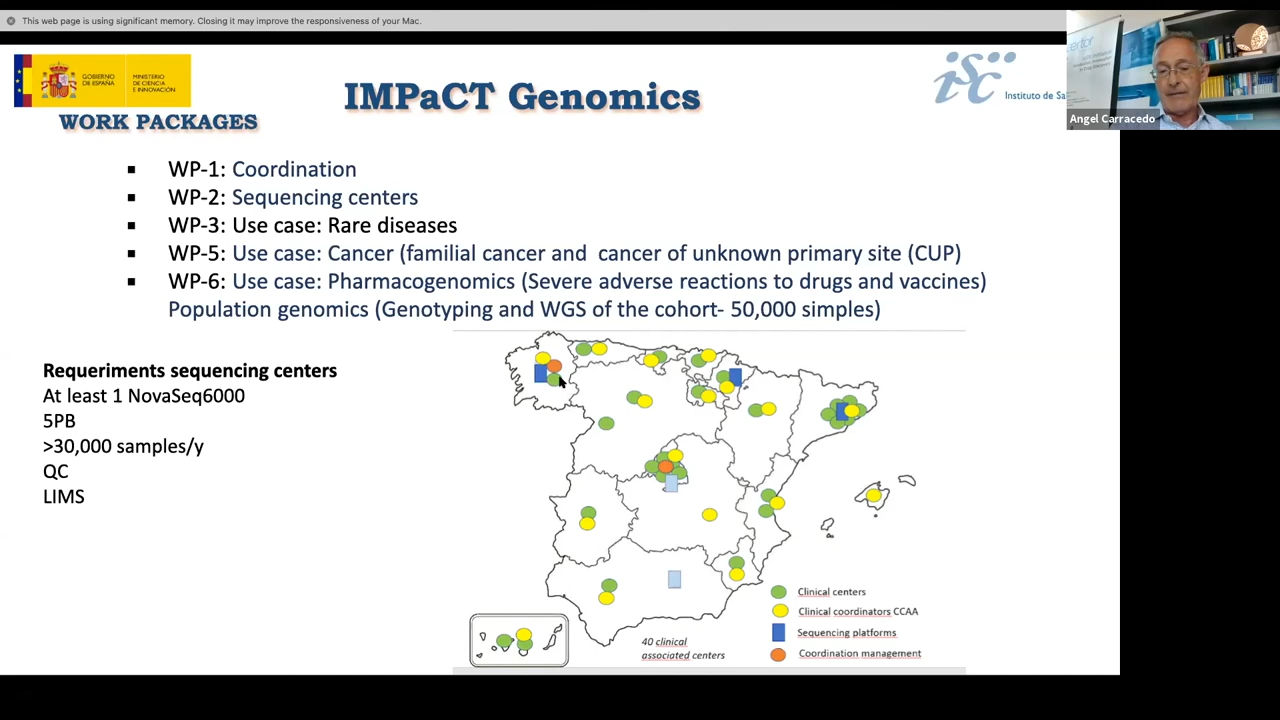 This web page is using significant memory. Closing it may improve the responsiveness of your Mac.
GOBIERNO
DE ESPAÑA
MINISTERIO
DE CIENCIA
E INNOVACIÓN
IMPaCT Genomics
isc
Instituto de Sa
Angel Carracedo
WORK PACKAGES
▪ WP-1: Coordination
▪ WP-2: Sequencing centers
▪ WP-3: Use case: Rare diseases
▪ WP-5: Use case: Cancer (familial cancer and cancer of unknown primary site (CUP)
▪ WP-6: Use case: Pharmacogenomics (Severe adverse reactions to drugs and vaccines)
Population genomics (Genotyping and WGS of the cohort- 50,000 simples)
Requeriments sequencing centers
At least 1 NovaSeq6000
5PB
>30,000 samples/y
QC
LIMS
Clinical centers
Clinical coordinators CCAA
Sequencing platforms
Coordination management
40 clinical
associated centers